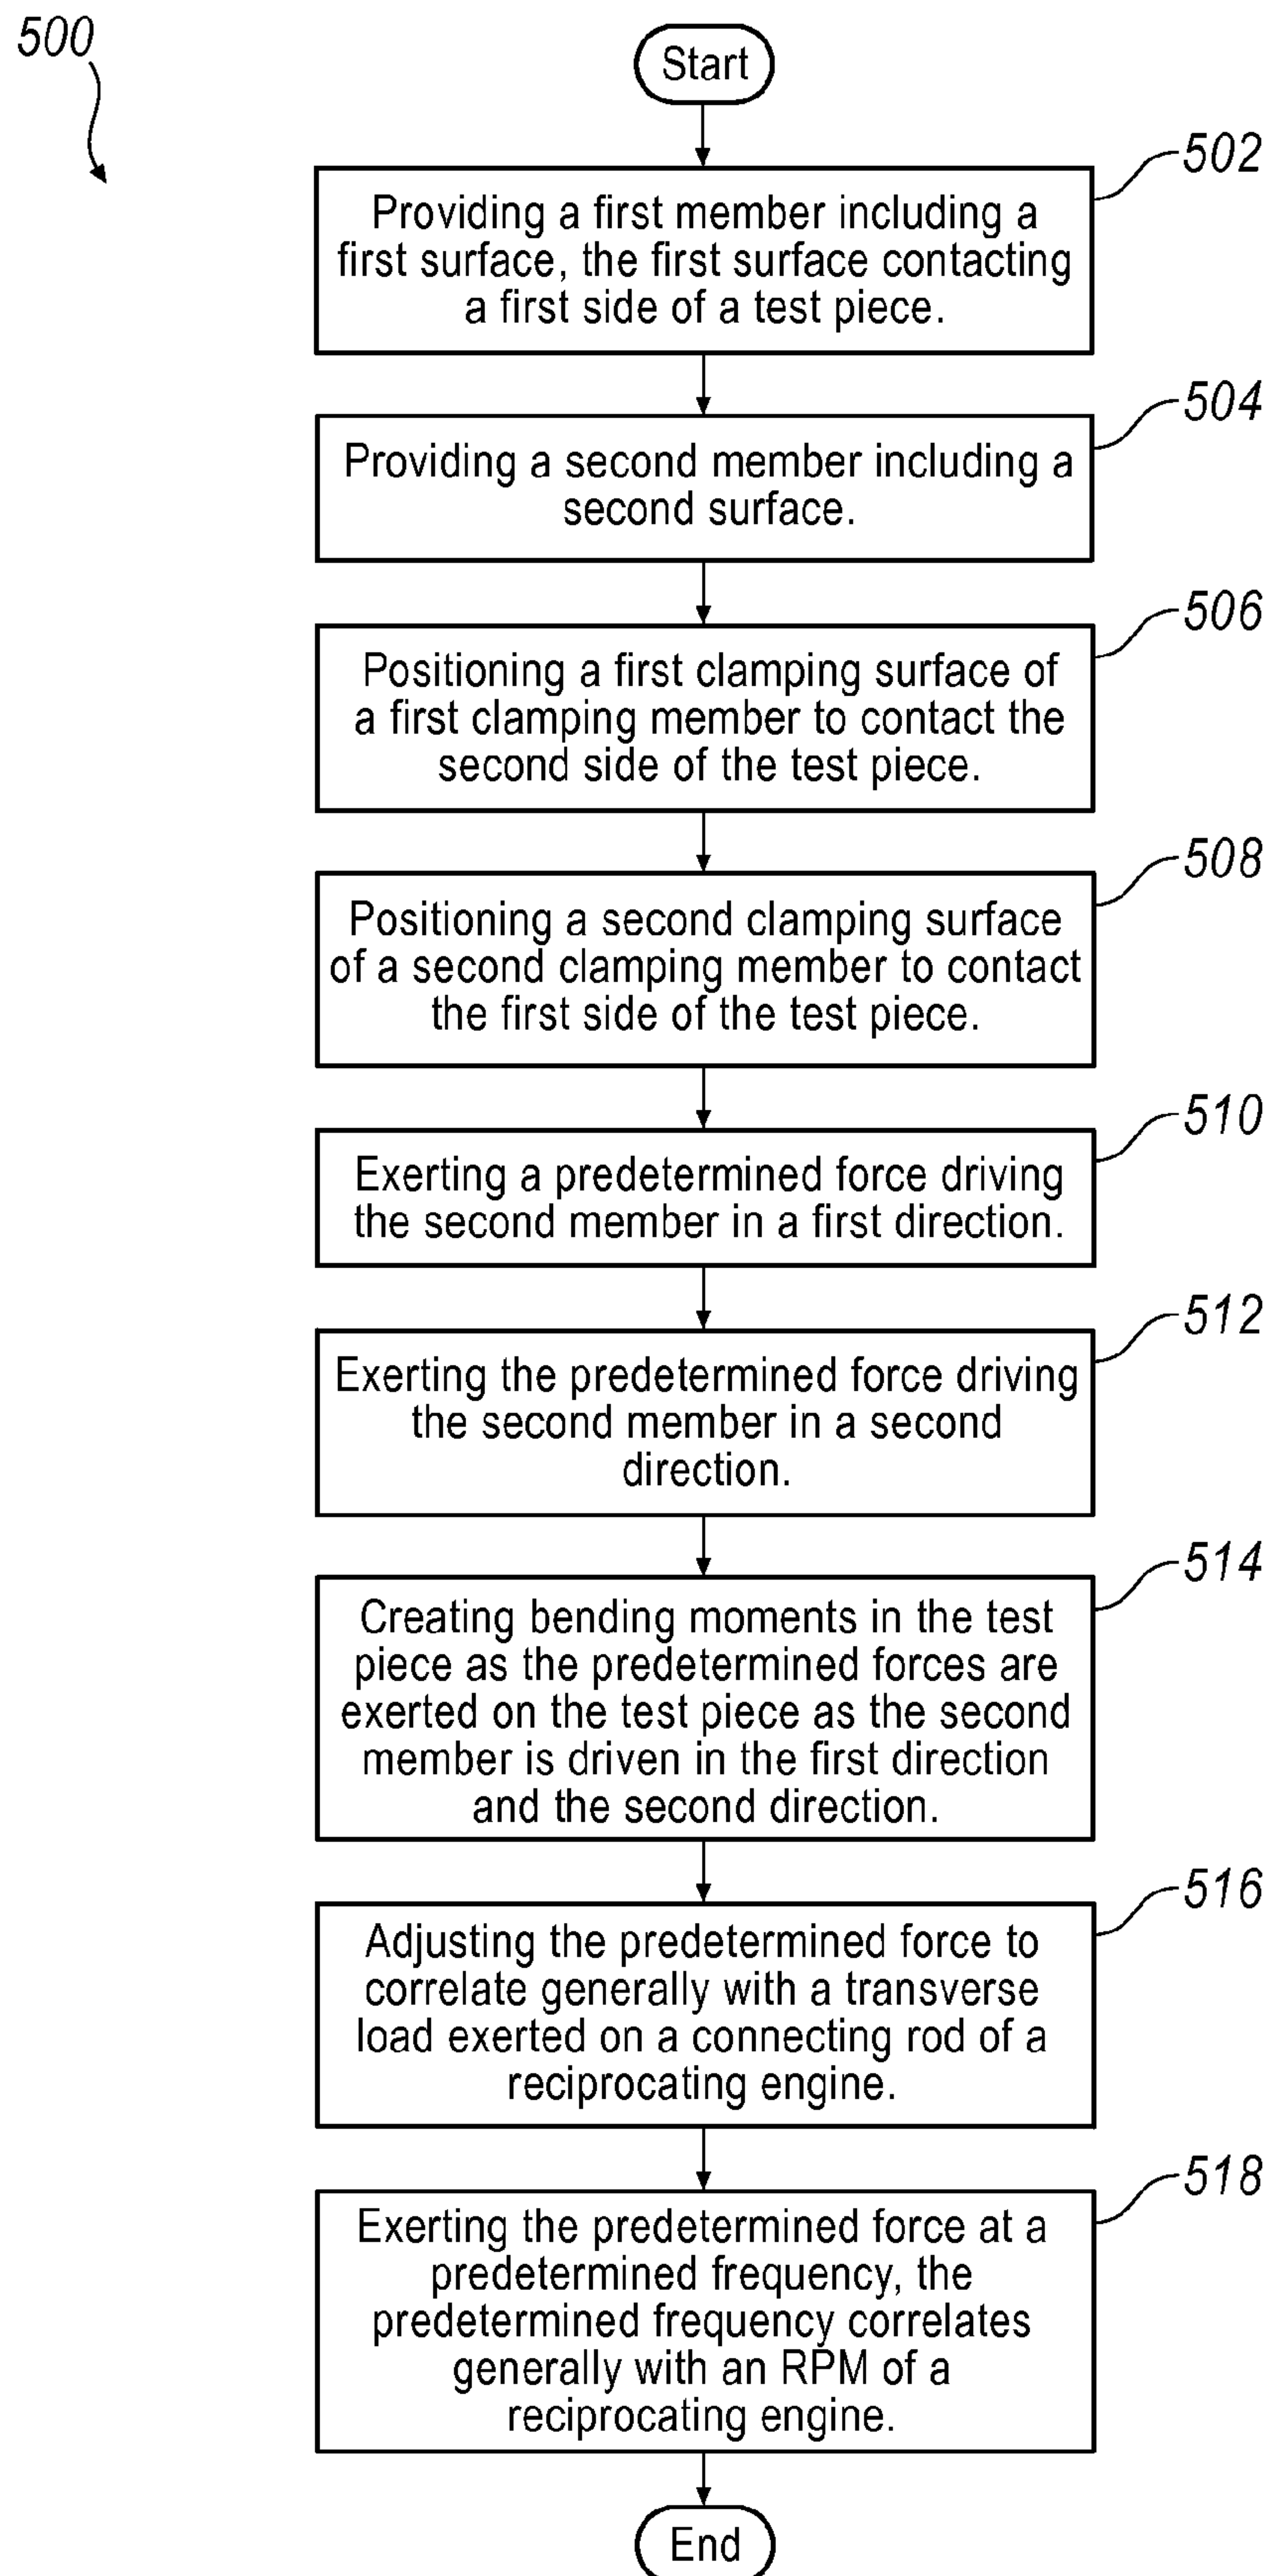 500
Start
502
Providing a first member including a
first surface, the first surface contacting
a first side of a test piece.
504
Providing a second member including a
second surface.
506
Positioning a first clamping surface of
a first clamping member to contact the
second side of the test piece.
508
Positioning a second clamping surface
of a second clamping member to contact
the first side of the test piece.
510
Exerting a predetermined force driving
the second member in a first direction.
512
Exerting the predetermined force driving
the second member in a second
direction.
514
Creating bending moments in the test
piece as the predetermined forces are
exerted on the test piece as the second
member is driven in the first direction
and the second direction.
516
Adjusting the predetermined force to
correlate generally with a transverse
load exerted on a connecting rod of a
reciprocating engine.
518
Exerting the predetermined force at a
predetermined frequency, the
predetermined frequency correlates
generally with an RPM of a
reciprocating engine.
End